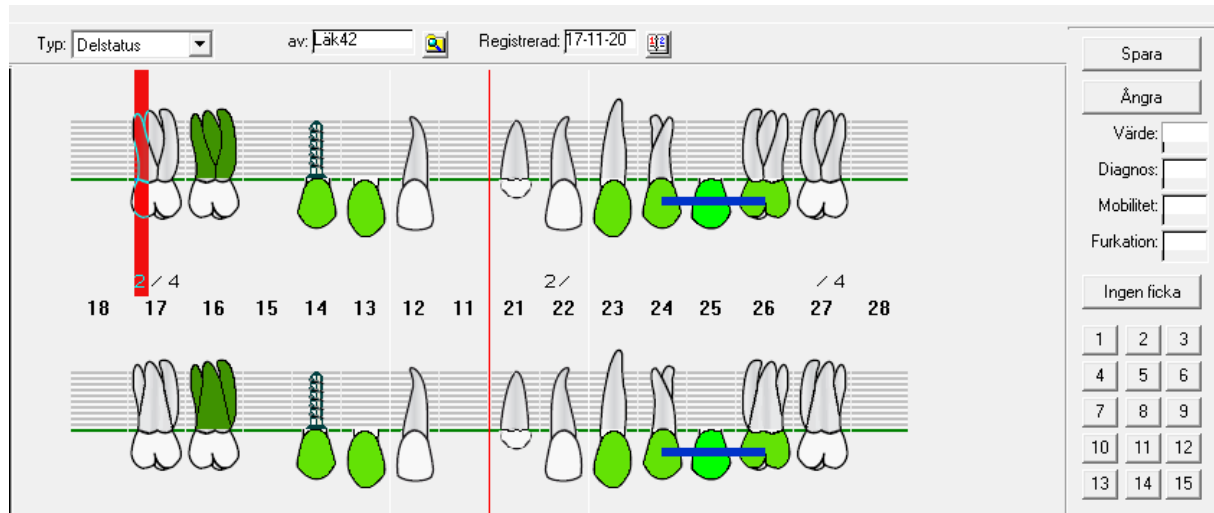 Typ: Delstatus av: Läk42 Registrerad: 17-11-20
Spara
Ångra
Värde:
Diagnos:
Mobilitet:
Furkation:
2 / 4 2/ / 4
18 17 16 15 14 13 12 11 21 22 23 24 25 26 27 28
Ingen ficka
1 2 3
4 5 6
7 8 9
10 11 12
13 14 15